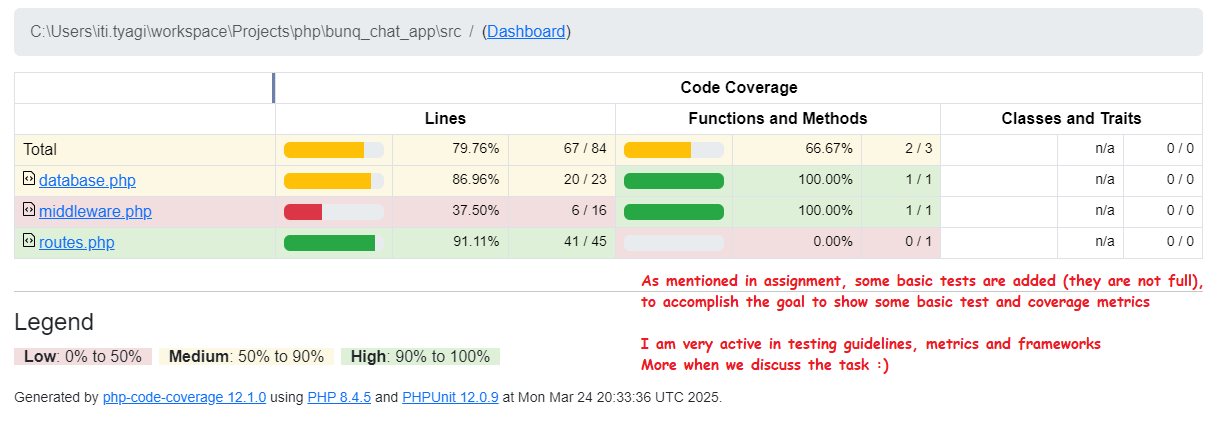 C:\Users\iti.tyagi\workspace\Projects\php\bunq_chat_app\src / (Dashboard)
Code Coverage
Lines Functions and Methods Classes and Traits
Total 79.76% 67 / 84 66.67% 2 / 3 n/a 0 / 0
database.php 86.96% 20 / 23 100.00% 1 / 1 n/a 0 / 0
middleware.php 37.50% 6 / 16 100.00% 1 / 1 n/a 0 / 0
routes.php 91.11% 41 / 45 0.00% 0 / 1 n/a 0 / 0
As mentioned in assignment, some basic tests are added (they are not full),
to accomplish the goal to show some basic test and coverage metrics
I am very active in testing guidelines, metrics and frameworks
More when we discuss the task :)
Legend
Low: 0% to 50% Medium: 50% to 90% High: 90% to 100%
Generated by php-code-coverage 12.1.0 using PHP 8.4.5 and PHPUnit 12.0.9 at Mon Mar 24 20:33:36 UTC 2025.